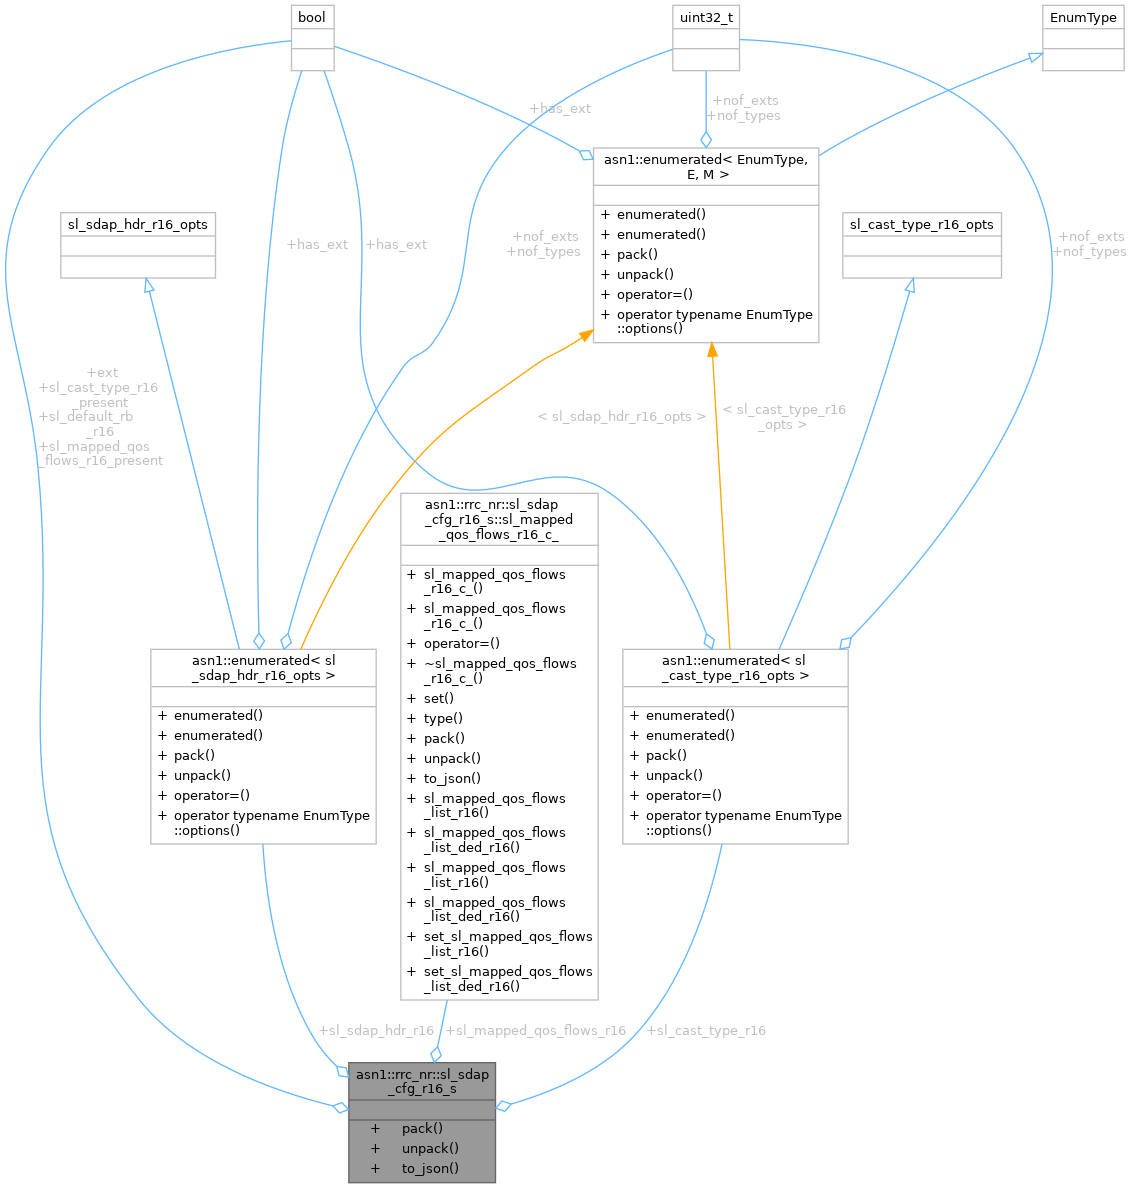 bool
uint32_t
EnumType
+has_ext
+nof_exts
+nof_types
asn1::enumerated< EnumType,
E, M >
+ enumerated()
+ enumerated()
+ pack()
+ unpack()
+ operator=()
+ operator typename EnumType
::options()
sl_sdap_hdr_r16_opts
sl_cast_type_r16_opts
+has_ext
+has_ext
+nof_exts
+nof_types
+nof_exts
+nof_types
+ext
+sl_cast_type_r16
_present
+sl_default_rb
_r16
+sl_mapped_qos
_flows_r16_present
< sl_sdap_hdr_r16_opts >
< sl_cast_type_r16
_opts >
asn1::rrc_nr::sl_sdap
_cfg_r16_s::sl_mapped
_qos_flows_r16_c_
+ sl_mapped_qos_flows
_r16_c_()
+ sl_mapped_qos_flows
_r16_c_()
+ operator=()
+ ~sl_mapped_qos_flows
_r16_c_()
+ set()
+ type()
+ pack()
+ unpack()
+ to_json()
+ sl_mapped_qos_flows
_list_r16()
+ sl_mapped_qos_flows
_list_ded_r16()
+ sl_mapped_qos_flows
_list_r16()
+ sl_mapped_qos_flows
_list_ded_r16()
+ set_sl_mapped_qos_flows
_list_r16()
+ set_sl_mapped_qos_flows
_list_ded_r16()
asn1::enumerated< sl
_sdap_hdr_r16_opts >
+ enumerated()
+ enumerated()
+ pack()
+ unpack()
+ operator=()
+ operator typename EnumType
::options()
asn1::enumerated< sl
_cast_type_r16_opts >
+ enumerated()
+ enumerated()
+ pack()
+ unpack()
+ operator=()
+ operator typename EnumType
::options()
+sl_sdap_hdr_r16
+sl_mapped_qos_flows_r16
+sl_cast_type_r16
asn1::rrc_nr::sl_sdap
_cfg_r16_s
+ pack()
+ unpack()
+ to_json()